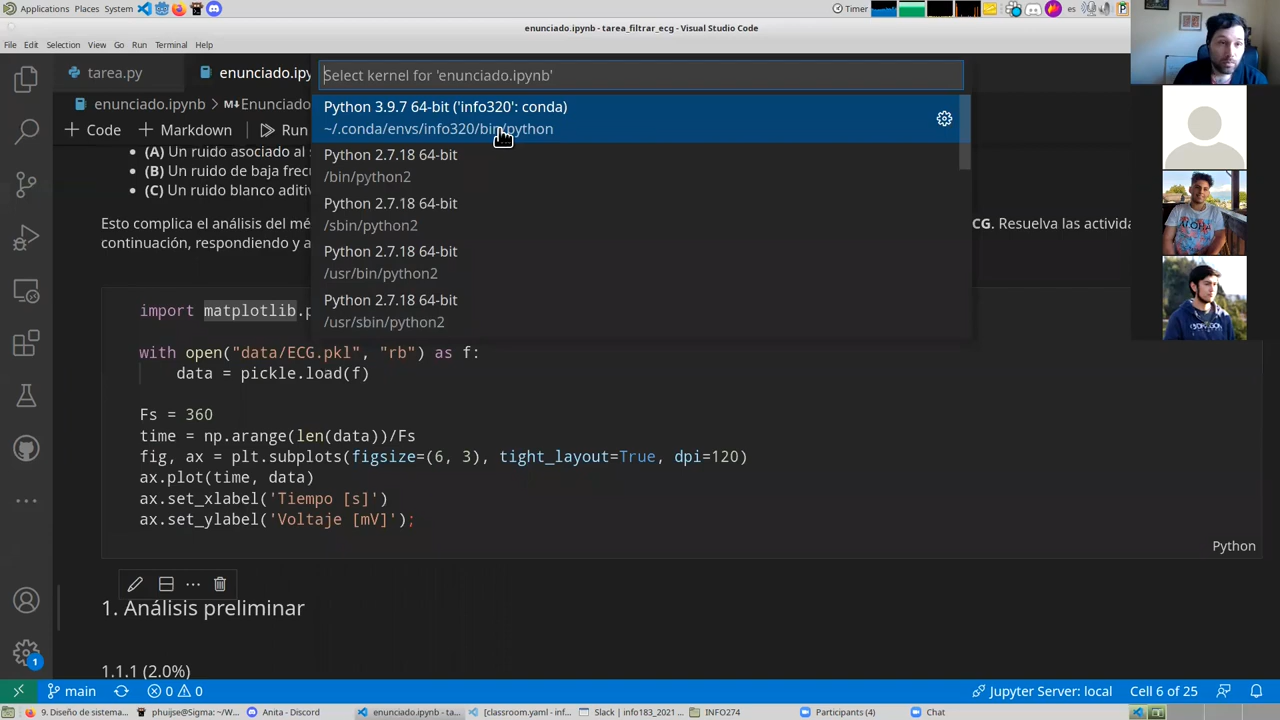 Applications Places System
Timer
es
enunciado.ipynb - tarea_filtrar_ecg - Visual Studio Code
File Edit Selection View Go Run Terminal Help
tarea.py
enunciado.ipy
Select kernel for 'enunciado.ipynb'
enunciado.ipynb > M↓Enunciado
Python 3.9.7 64-bit ('info320': conda)
~/.conda/envs/info320/bin/python
+ Code + Markdown Run
Python 2.7.18 64-bit
/bin/python2
(A) Un ruido asociado al s
(B) Un ruido de baja frecu
(C) Un ruido blanco aditiv
Python 2.7.18 64-bit
/sbin/python2
Esto complica el análisis del mé
CG. Resuelva las activida
continuación, respondiendo y a
Python 2.7.18 64-bit
/usr/bin/python2
Python 2.7.18 64-bit
/usr/sbin/python2
import matplotlib.p
with open("data/ECG.pkl", "rb") as f:
data = pickle.load(f)
Fs = 360
time = np.arange(len(data))/Fs
fig, ax = plt.subplots(figsize=(6, 3), tight_layout=True, dpi=120)
ax.plot(time, data)
ax.set_xlabel('Tiempo [s]')
ax.set_ylabel('Voltaje [mV]');
Python
1. Análisis preliminar
1.1.1 (2.0%)
1
main 0 0 Jupyter Server: local Cell 6 of 25
9. Diseño de sistema... phuijse@Sigma: ~/W... Anita - Discord enunciado.ipynb - ta... [classroom.yaml - inf... Slack | info183_2021 ... INFO274 Participants (4) Chat